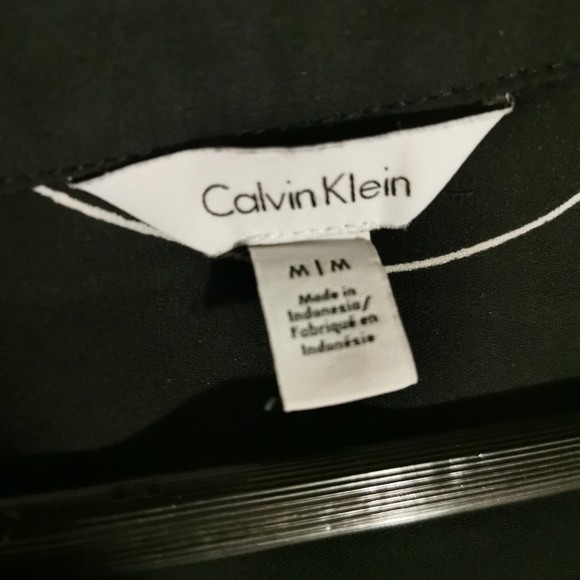 Calvin Klein
M | M
Made in
Indonesia/
Fabriqué en
Indonésie